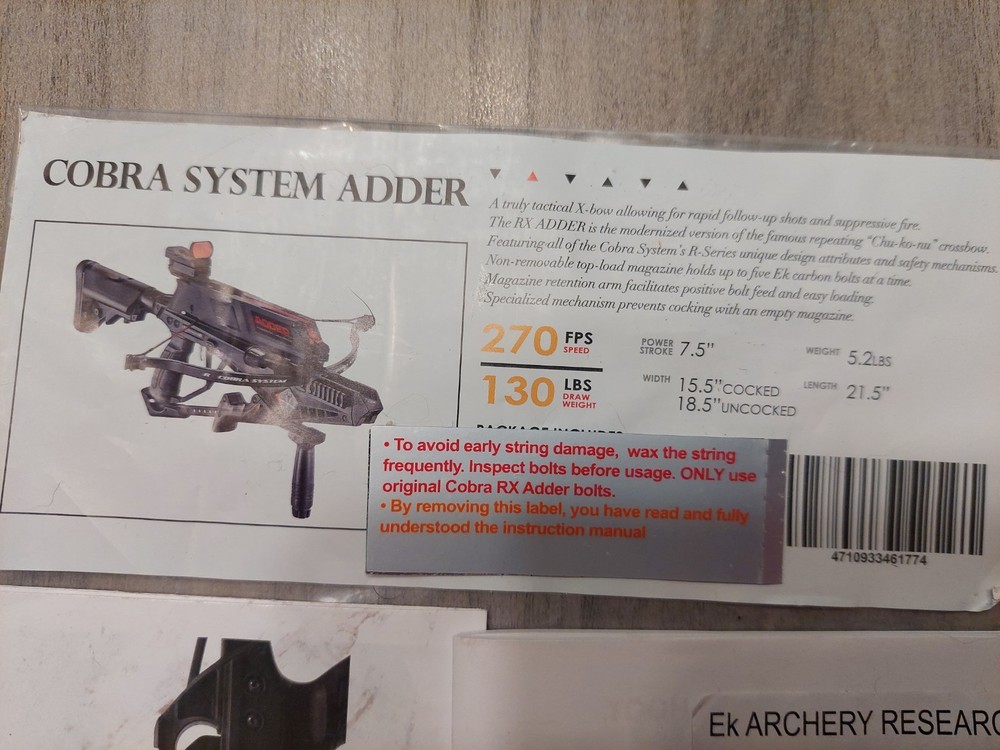 COBRA SYSTEM ADDER
A truly tactical X-bow allowing for rapid follow-up shots and suppressive fire.
The RX ADDER is the modernized version of the famous repeating "Chu-ko-nu" crossbow.
Featuring all of the Cobra System's R-Series unique design attributes and safety mechanisms.
Non-removable top-load magazine holds up to five Ek carbon bolts at a time.
Magazine retention arm facilitates positive bolt feed and easy loading.
Specialized mechanism prevents cocking with an empty magazine.
270 FPS SPEED
130 LBS DRAW WEIGHT
POWER STROKE 7.5"
WIDTH 15.5"COCKED
18.5"UNCOCKED
WEIGHT 5.2LBS
LENGTH 21.5"
PACKAGE INCLUDES
• To avoid early string damage, wax the string
frequently. Inspect bolts before usage. ONLY use
original Cobra RX Adder bolts.
• By removing this label, you have read and fully
understood the instruction manual
4710933461774
ADDER
R COBRA SYSTEM
Ek ARCHERY RESEARC